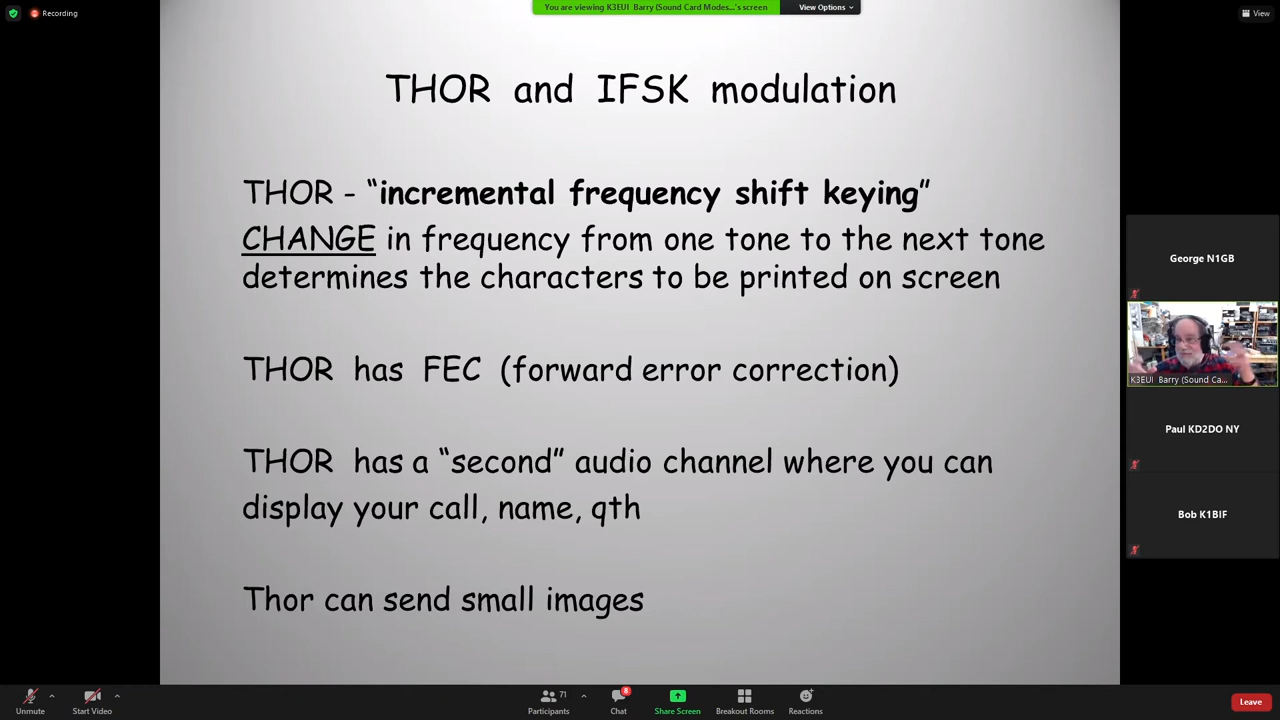 Recording
You are viewing K3EUI Barry (Sound Card Modes...'s screen
View Options
View
THOR and IFSK modulation
THOR - “incremental frequency shift keying”
CHANGE in frequency from one tone to the next tone
determines the characters to be printed on screen
THOR has FEC (forward error correction)
THOR has a “second” audio channel where you can
display your call, name, qth
Thor can send small images
George N1GB
K3EUI Barry (Sound Ca...
Paul KD2DO NY
Bob K1BIF
Unmute
Start Video
Participants
71
Chat
8
Share Screen
Breakout Rooms
Reactions
Leave